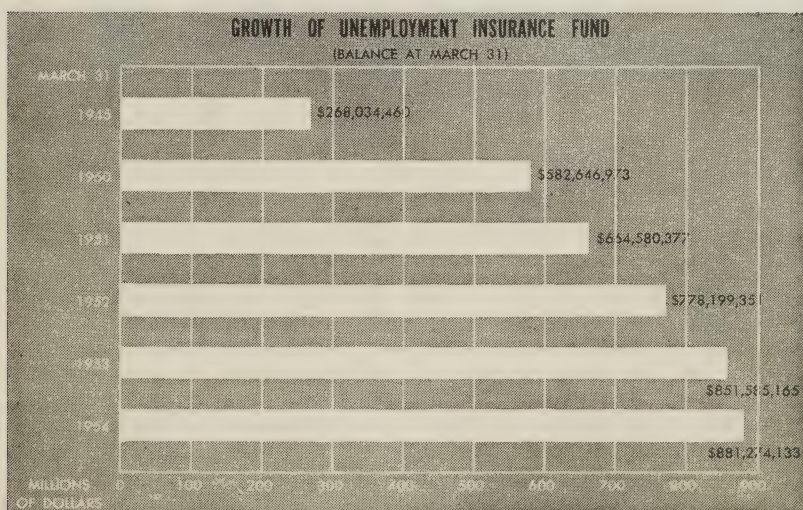 GROWTH OF UNEMPLOYMENT INSURANCE FUND
(BALANCE AT MARCH 31)
MARCH 31
1945 $268,034,460
1950 $582,646,973
1951 $664,580,377
1952 $778,199,351
1953 $851,585,165
1954 $881,274,133
MILLIONS 0 100 200 300 400 500 600 700 800 900
OF DOLLARS